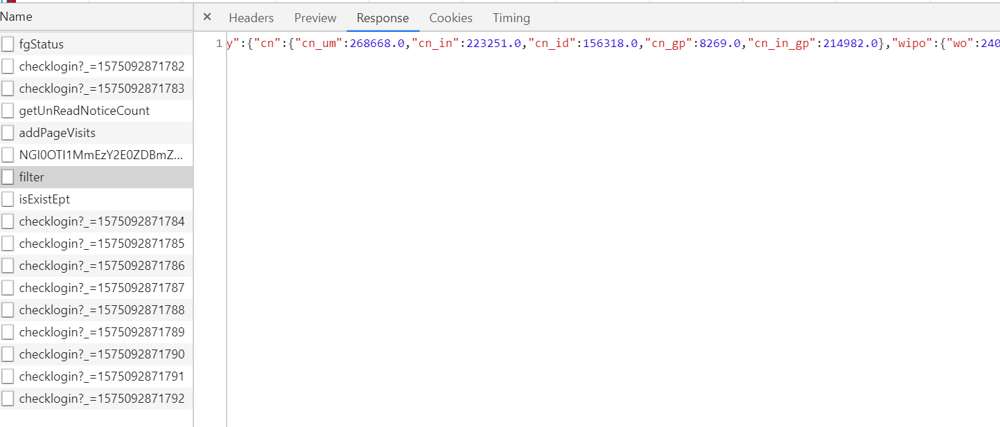 Name
× Headers Preview Response Cookies Timing
fgStatus
checklogin?_=1575092871782
checklogin?_=1575092871783
getUnReadNoticeCount
addPageVisits
NGI0OTI1MmEzY2E0ZDBmZ...
filter
isExistEpt
checklogin?_=1575092871784
checklogin?_=1575092871785
checklogin?_=1575092871786
checklogin?_=1575092871787
checklogin?_=1575092871788
checklogin?_=1575092871789
checklogin?_=1575092871790
checklogin?_=1575092871791
checklogin?_=1575092871792
1 y":{"cn":{"cn_um":268668.0,"cn_in":223251.0,"cn_id":156318.0,"cn_gp":8269.0,"cn_in_gp":214982.0},"wipo":{"wo":240